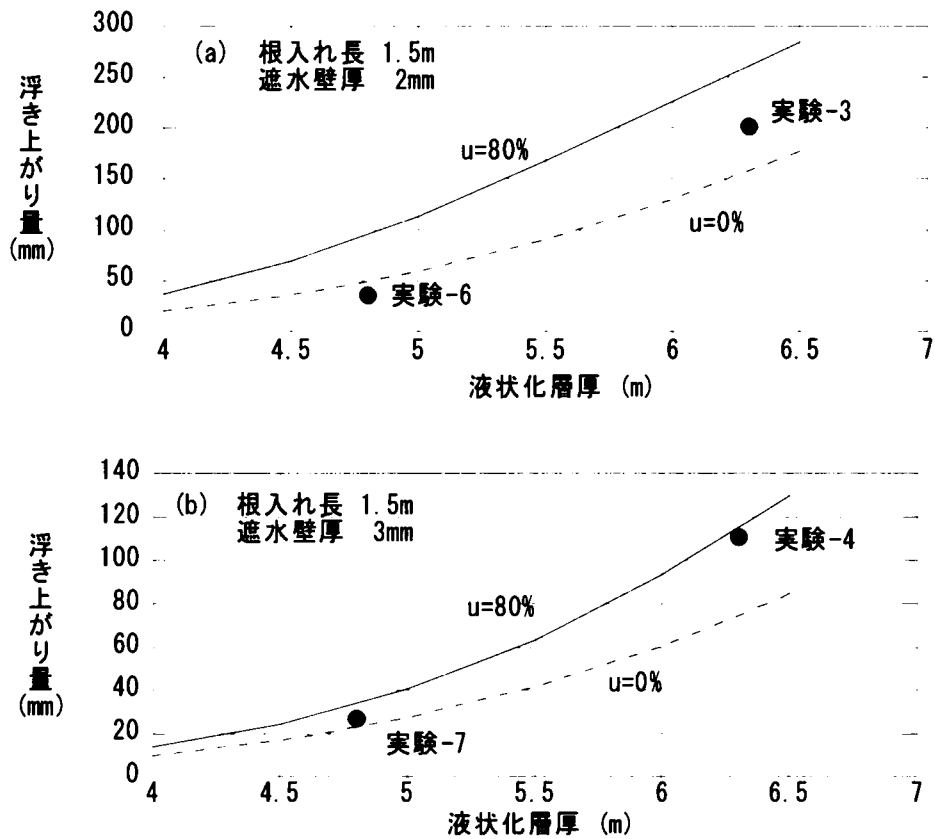 300
250
200
150
100
50
0
浮き上がり量
(mm)
(a) 根入れ長 1.5m
遮水壁厚 2mm
u=80%
実験-3
u=0%
実験-6
4 4.5 5 5.5 6 6.5 7
液状化層厚 (m)
140
120
100
80
60
40
20
0
浮き上がり量
(mm)
(b) 根入れ長 1.5m
遮水壁厚 3mm
実験-4
u=80%
u=0%
実験-7
4 4.5 5 5.5 6 6.5 7
液状化層厚 (m)